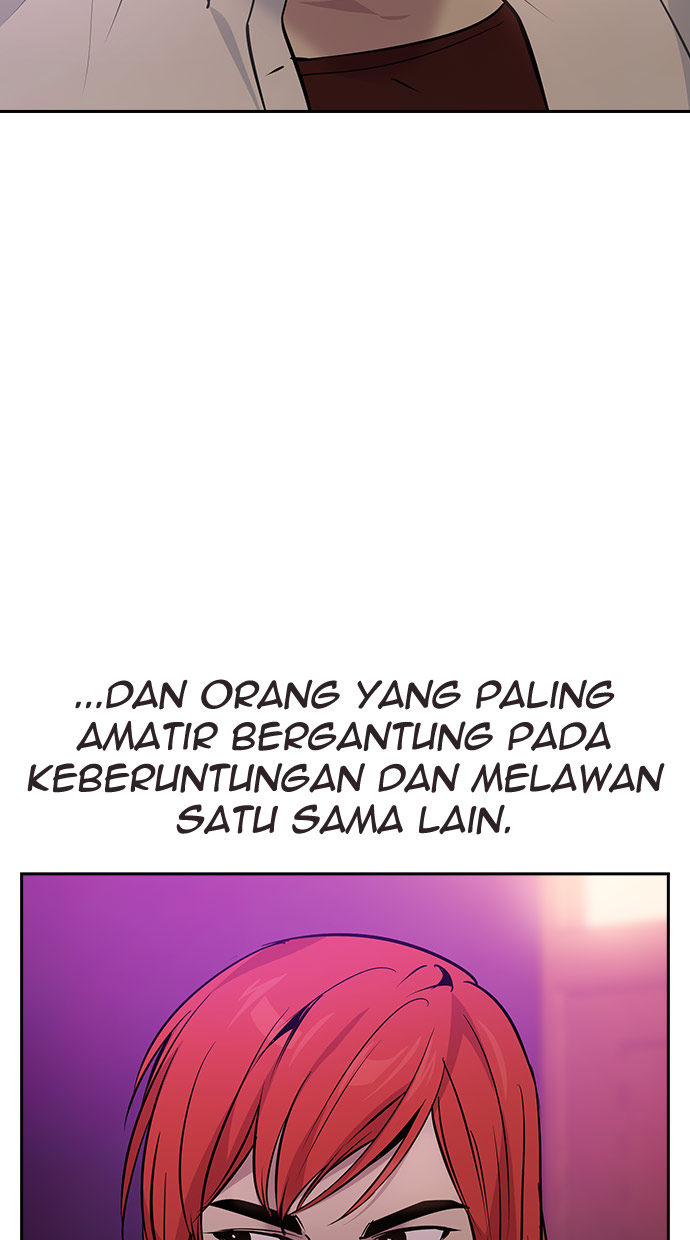 ...DAN ORANG YANG PALING
AMATIR BERGANTUNG PADA
KEBERUNTUNGAN DAN MELAWAN
SATU SAMA LAIN.